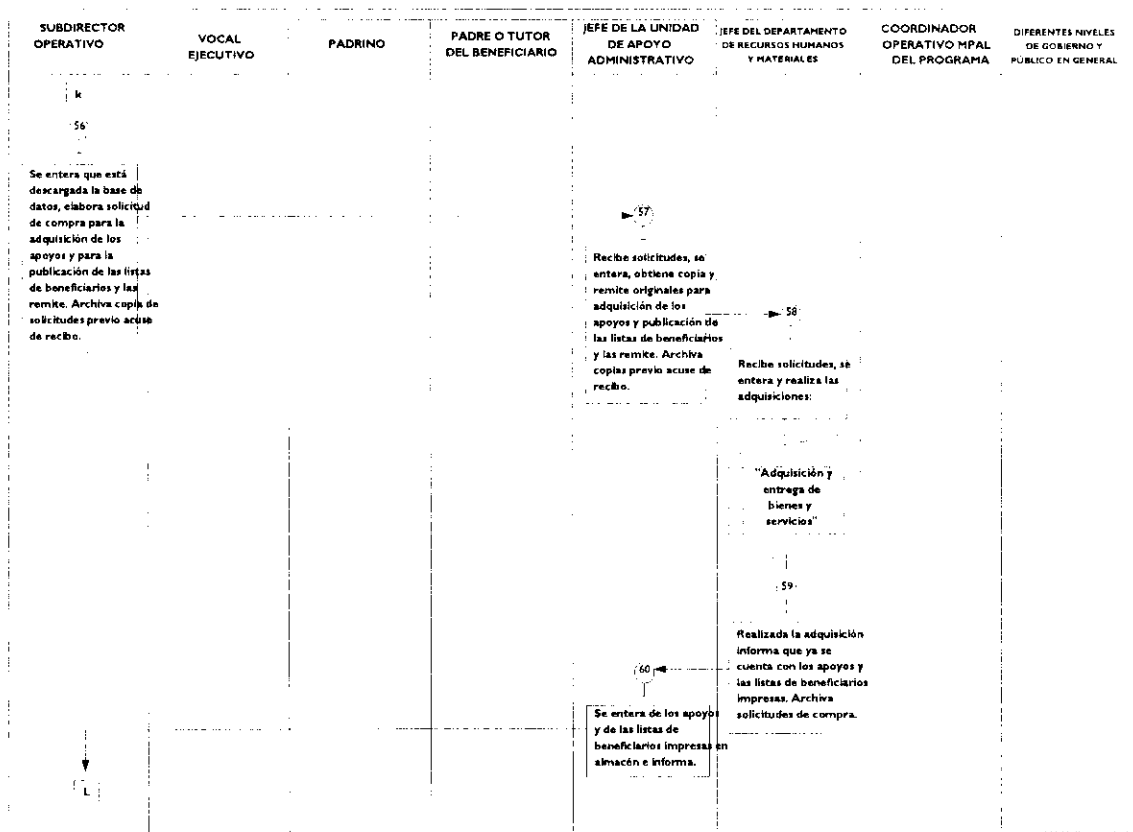 SUBDIRECTOR
OPERATIVO
VOCAL
EJECUTIVO
PADRINO
PADRE O TUTOR
DEL BENEFICIARIO
JEFE DE LA UNIDAD
DE APOYO
ADMINISTRATIVO
JEFE DEL DEPARTAMENTO
DE RECURSOS HUMANOS
Y MATERIALES
COORDINADOR
OPERATIVO MPAL
DEL PROGRAMA
DIFERENTES NIVELES
DE GOBIERNO Y
PÚBLICO EN GENERAL
k
56
Se entera que está
descargada la base de
datos, elabora solicitud
de compra para la
adquisición de los
apoyos y para la
publicación de las listas
de beneficiarios y las
remite. Archiva copia de
solicitudes previo acuse
de recibo.
57
Recibe solicitudes, se
entera, obtiene copia y
remite originales para
adquisición de los
apoyos y publicación de
las listas de beneficiarios
y las remite. Archiva
copias previo acuse de
recibo.
58
Recibe solicitudes, se
entera y realiza las
adquisiciones:
"Adquisición y
entrega de
bienes y
servicios"
59
Realizada la adquisición
informa que ya se
cuenta con los apoyos y
las listas de beneficiarios
impresas. Archiva
solicitudes de compra.
60
Se entera de los apoyos
y de las listas de
beneficiarios impresas en
almacén e informa.
L